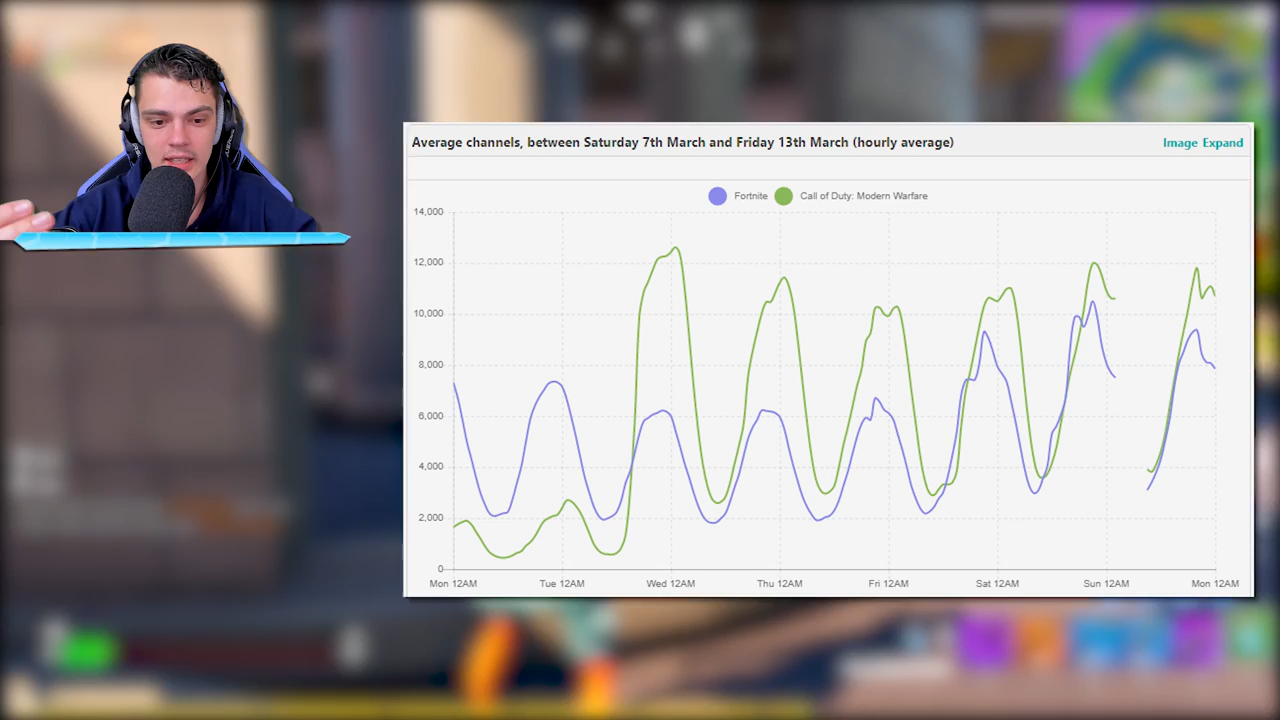 Average channels, between Saturday 7th March and Friday 13th March (hourly average)
Image Expand
Fortnite
Call of Duty: Modern Warfare
14,000
12,000
10,000
8,000
6,000
4,000
2,000
0
Mon 12AM Tue 12AM Wed 12AM Thu 12AM Fri 12AM Sat 12AM Sun 12AM Mon 12AM